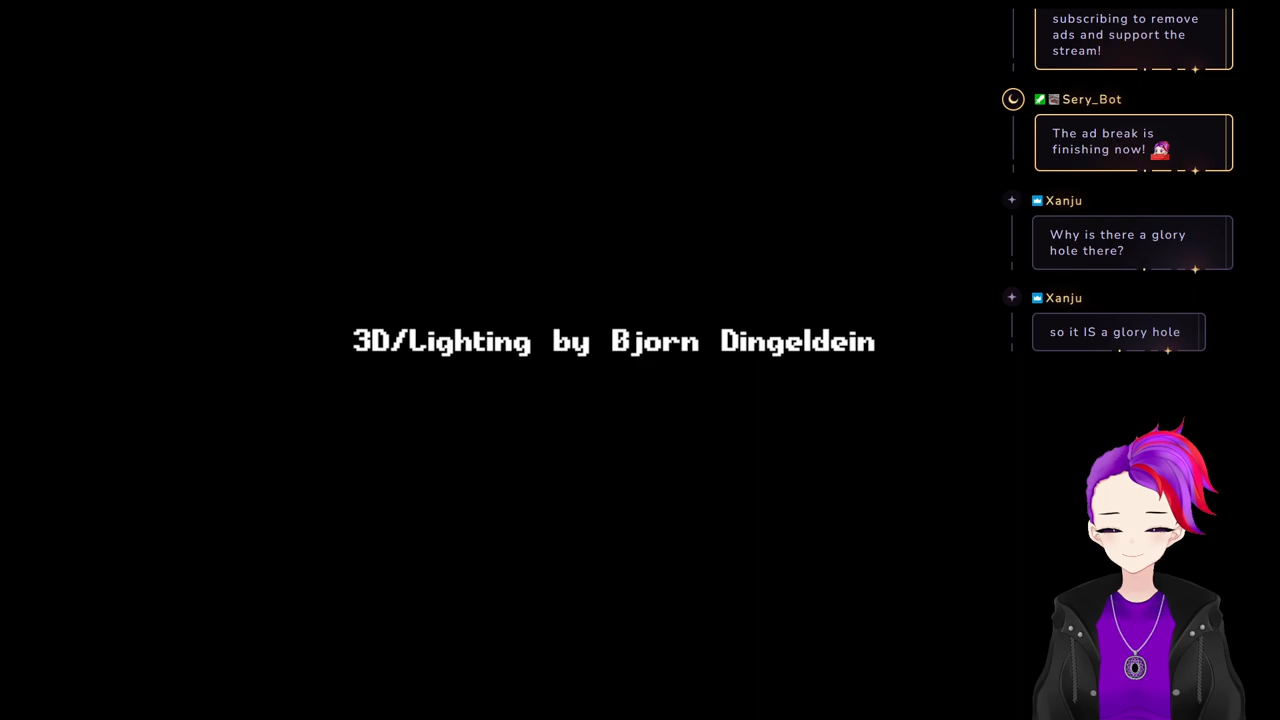 subscribing to remove
ads and support the
stream!
Sery_Bot
The ad break is
finishing now!
Xanju
Why is there a glory
hole there?
Xanju
so it IS a glory hole
3D/Lighting by Bjorn Dingeldein